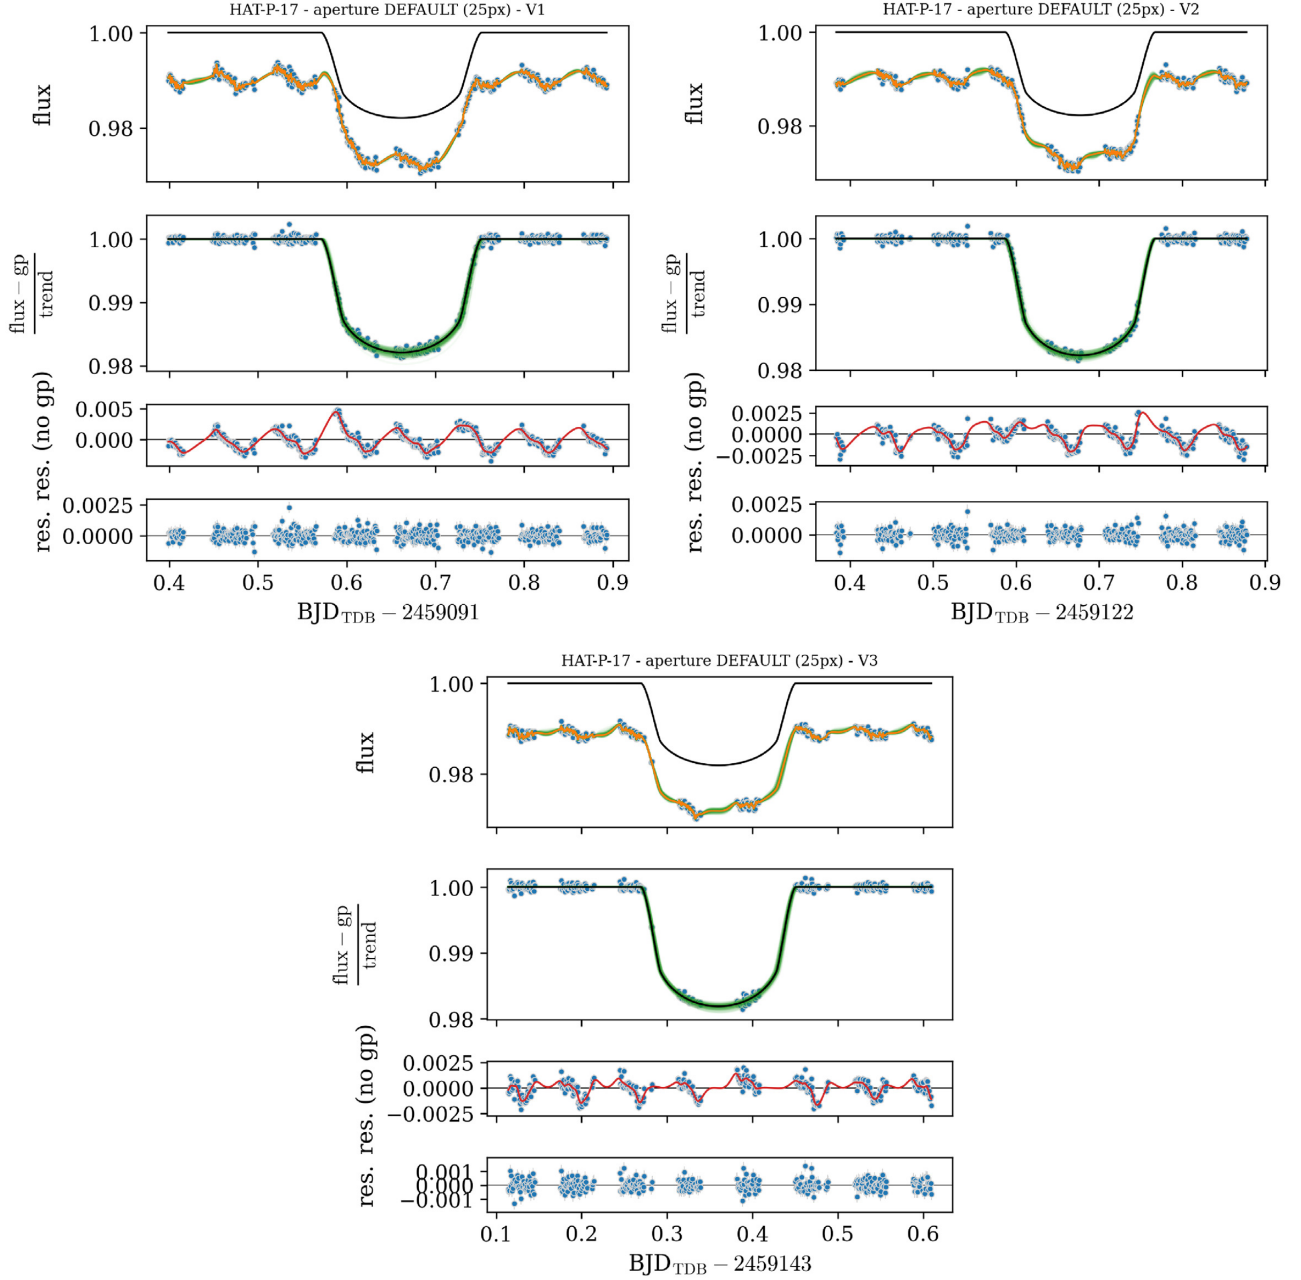 HAT-P-17 - aperture DEFAULT (25px) - V1
1.00
0.98
flux
1.00
0.99
0.98
flux − gp
trend
0.005
0.000
res. (no gp)
0.0025
0.0000
res.
0.4 0.5 0.6 0.7 0.8 0.9
BJD_TDB − 2459091
HAT-P-17 - aperture DEFAULT (25px) - V2
1.00
0.98
flux
1.00
0.99
0.98
flux − gp
trend
0.0025
0.0000
−0.0025
res. (no gp)
0.0025
0.0000
res.
0.4 0.5 0.6 0.7 0.8 0.9
BJD_TDB − 2459122
HAT-P-17 - aperture DEFAULT (25px) - V3
1.00
0.98
flux
1.00
0.99
0.98
flux − gp
trend
0.0025
0.0000
−0.0025
res. (no gp)
0.001
0.000
−0.001
res.
0.1 0.2 0.3 0.4 0.5 0.6
BJD_TDB − 2459143